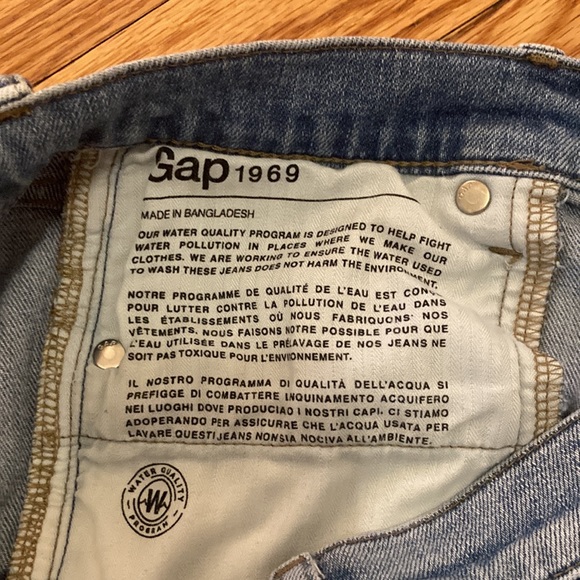 Gap 1969
MADE IN BANGLADESH
OUR WATER QUALITY PROGRAM IS DESIGNED TO HELP FIGHT
WATER POLLUTION IN PLACES WHERE WE MAKE OUR
CLOTHES. WE ARE WORKING TO ENSURE THE WATER USED
TO WASH THESE JEANS DOES NOT HARM THE ENVIRONMENT.
NOTRE PROGRAMME DE QUALITÉ DE L'EAU EST
POUR LUTTER CONTRE LA POLLUTION DE L'EAU DANS
LES ÉTABLISSEMENTS OÙ NOUS FABRIQUONS NOS
VÊTEMENTS. NOUS FAISONS NOTRE POSSIBLE POUR QUE
L'EAU UTILISÉE DANS LE PRÉLAVAGE DE NOS JEANS NE
SOIT PAS TOXIQUE POUR L'ENVIRONNEMENT.
IL NOSTRO PROGRAMMA DI QUALITÀ DELL'ACQUA SI
PREFIGGE DI COMBATTERE L'INQUINAMENTO ACQUIFERO
NEI LUOGHI DOVE PRODUCIAO I NOSTRI CAPI. CI STIAMO
ADOPERANDO PER ASSICURRE CHE L'ACQUA USATA PER
LAVARE QUESTI JEANS NON SIA NOCIVA ALL'AMBIENTE.
WATER QUALITY
W
PROGRAM